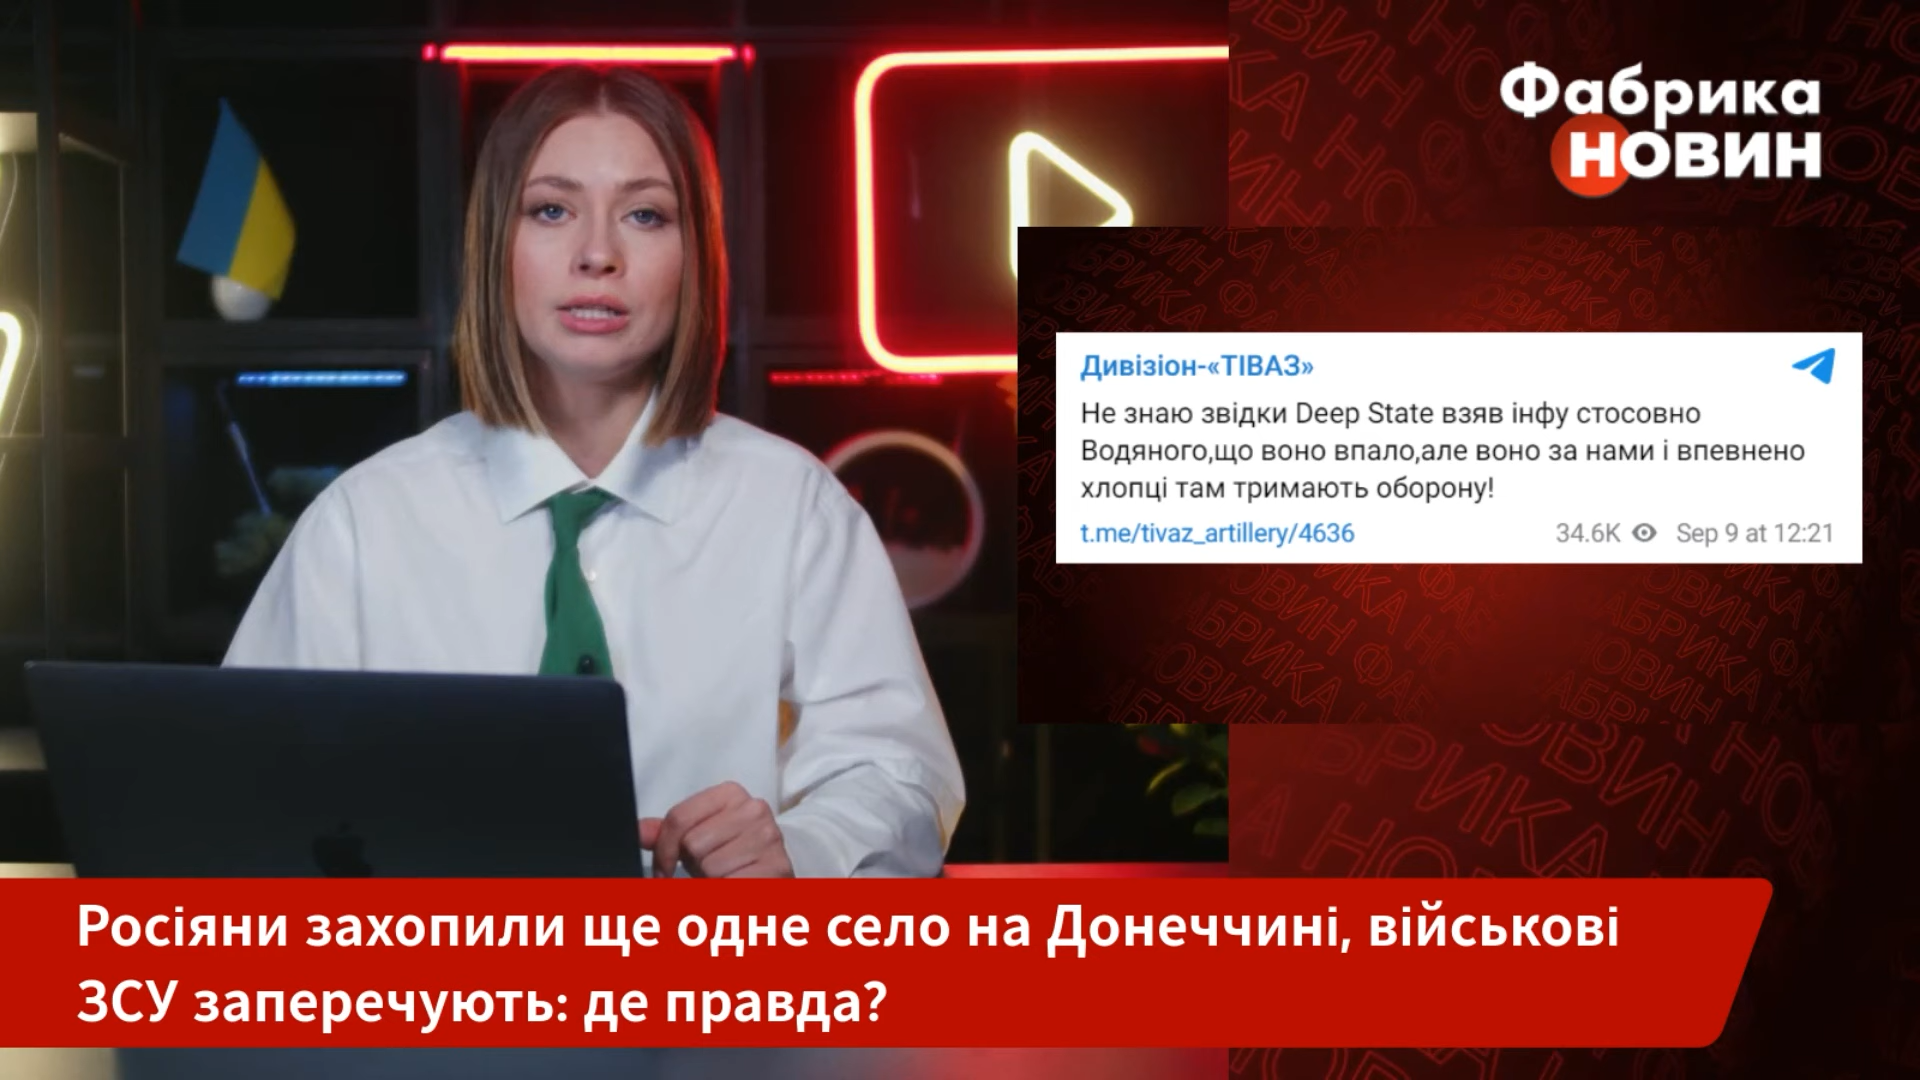 Фабрика
новин
Дивізіон-«ТІВАЗ»
Не знаю звідки Deep State взяв інфу стосовно
Водяного,що воно впало,але воно за нами і впевнено
хлопці там тримають оборону!
t.me/tivaz_artillery/4636
34.6K Sep 9 at 12:21
Росіяни захопили ще одне село на Донеччині, військові
ЗСУ заперечують: де правда?